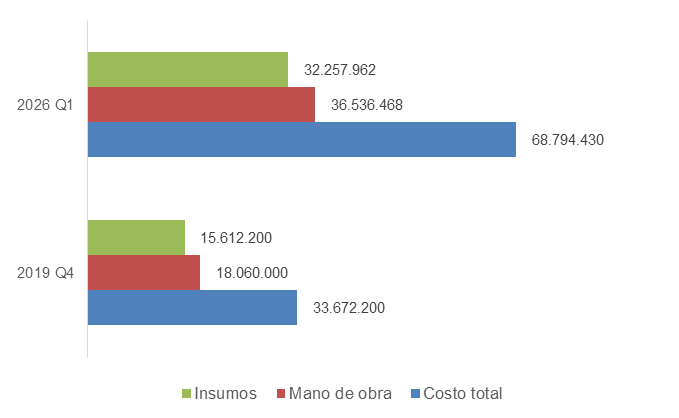 32.257.962
2026 Q1
36.536.468
68.794.430
15.612.200
2019 Q4
18.060.000
33.672.200
Insumos Mano de obra Costo total